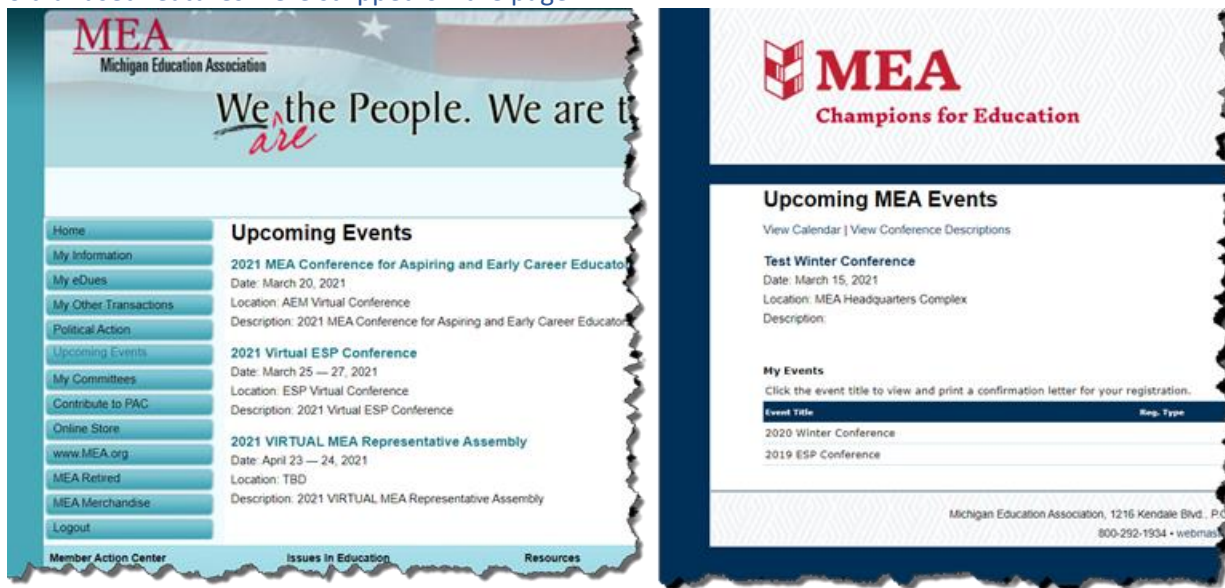 MEA
Michigan Education Association
We are the People. We are t
Home
My Information
My eDues
My Other Transactions
Political Action
Upcoming Events
My Committees
Contribute to PAC
Online Store
www.MEA.org
MEA Retired
MEA Merchandise
Logout
Upcoming Events
2021 MEA Conference for Aspiring and Early Career Educato
Date: March 20, 2021
Location: AEM Virtual Conference
Description: 2021 MEA Conference for Aspiring and Early Career Educator
2021 Virtual ESP Conference
Date: March 25 — 27, 2021
Location: ESP Virtual Conference
Description: 2021 Virtual ESP Conference
2021 VIRTUAL MEA Representative Assembly
Date: April 23 — 24, 2021
Location: TBD
Description: 2021 VIRTUAL MEA Representative Assembly
Member Action Center Issues In Education Resources
MEA
Champions for Education
Upcoming MEA Events
View Calendar | View Conference Descriptions
Test Winter Conference
Date: March 15, 2021
Location: MEA Headquarters Complex
Description:
My Events
Click the event title to view and print a confirmation letter for your registration.
Event Title Reg. Type
2020 Winter Conference
2019 ESP Conference
Michigan Education Association, 1216 Kendale Blvd., P.O
800-292-1934 • webmas